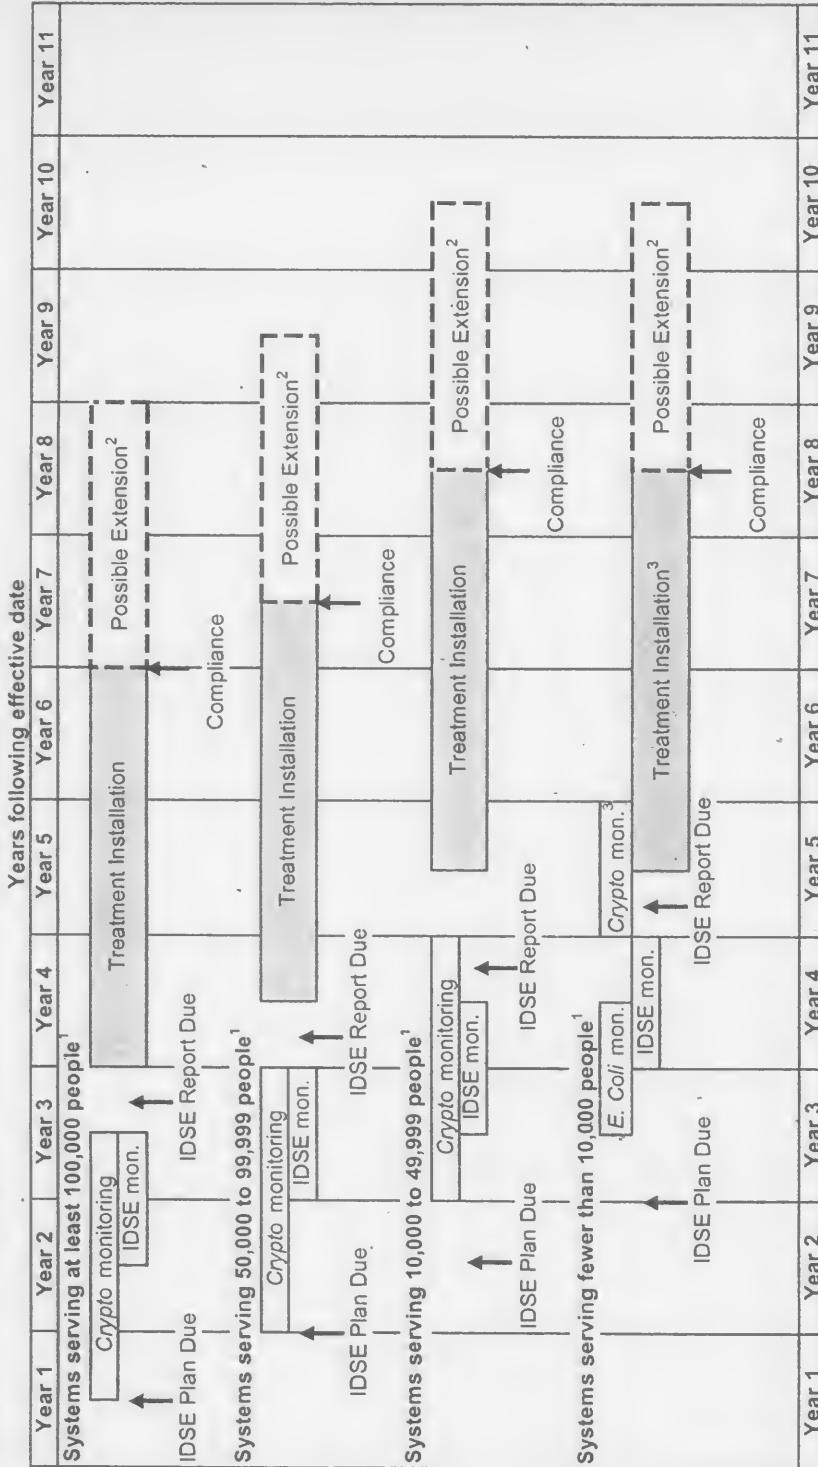 Years following effective date
Year 1 Year 2 Year 3 Year 4 Year 5 Year 6 Year 7 Year 8 Year 9 Year 10 Year 11
Systems serving at least 100,000 people¹
Crypto monitoring
IDSE mon.
Treatment Installation
Possible Extension²
IDSE Plan Due
IDSE Report Due
Compliance
Systems serving 50,000 to 99,999 people¹
Crypto monitoring
IDSE mon.
Treatment Installation
Possible Extension²
IDSE Plan Due
IDSE Report Due
Compliance
Systems serving 10,000 to 49,999 people¹
Crypto monitoring
IDSE mon.
Treatment Installation
Possible Extension²
IDSE Plan Due
IDSE Report Due
Compliance
Systems serving fewer than 10,000 people¹
E. Coli mon.
Crypto mon.³
IDSE mon.
Treatment Installation³
Possible Extension²
IDSE Plan Due
IDSE Report Due
Compliance
Year 1 Year 2 Year 3 Year 4 Year 5 Year 6 Year 7 Year 8 Year 9 Year 10 Year 11